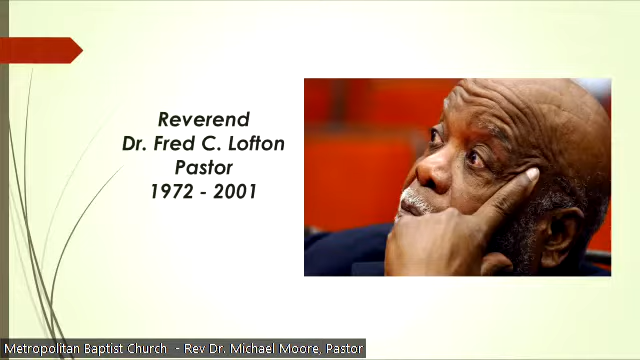 Reverend
Dr. Fred C. Lofton
Pastor
1972 - 2001
Metropolitan Baptist Church - Rev Dr. Michael Moore, Pastor